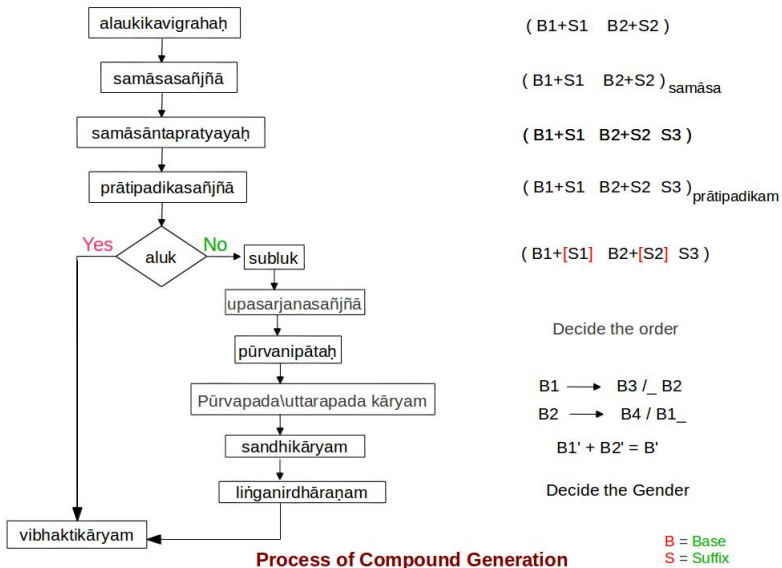 alaukikavigrahaḥ
( B1+S1 B2+S2 )
samāsasañjñā
( B1+S1 B2+S2 ) samāsa
samāsāntapratyayaḥ
( B1+S1 B2+S2 S3 )
prātipadikasañjñā
( B1+S1 B2+S2 S3 ) prātipadikam
Yes
aluk
No
subluk
( B1+[S1] B2+[S2] S3 )
upasarjanasañjñā
Decide the order
pūrvanipātaḥ
Pūrvapada\uttarapada kāryam
B1 → B3 /_ B2
B2 → B4 / B1_
sandhikāryam
B1' + B2' = B'
liṅganirdhāraṇam
Decide the Gender
vibhaktikāryam
Process of Compound Generation
B = Base
S = Suffix